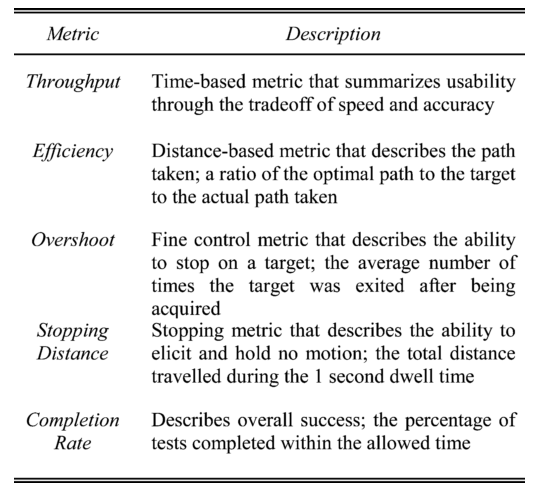 Metric Description
Throughput Time-based metric that summarizes usability
through the tradeoff of speed and accuracy
Efficiency Distance-based metric that describes the path
taken; a ratio of the optimal path to the target
to the actual path taken
Overshoot Fine control metric that describes the ability
to stop on a target; the average number of
times the target was exited after being
acquired
Stopping Stopping metric that describes the ability to
Distance elicit and hold no motion; the total distance
travelled during the 1 second dwell time
Completion Describes overall success; the percentage of
Rate tests completed within the allowed time